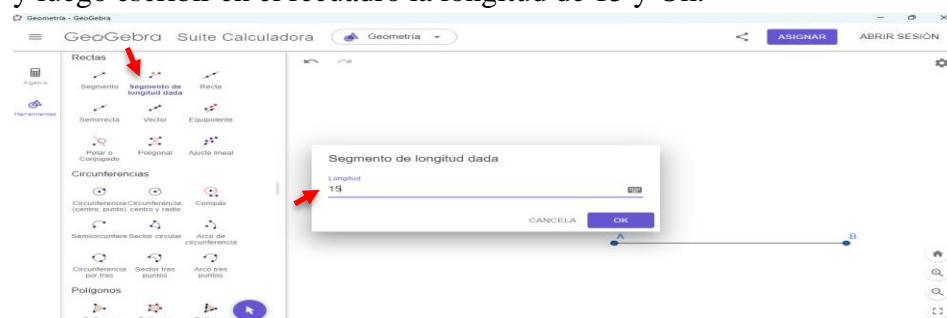 y luego escribir en el recuadro la longitud de 15 y Ok.
Geometría - GeoGebra
GeoGebra Suite Calculadora Geometría ASIGNAR ABRIR SESIÓN
Rectas
Algebra
Herramientas
Segmento Segmento de longitud dada Recta
Semirrecta Vector Equipolente
Polar o Conjugado Poligonal Ajuste lineal
Circunferencias
Circunferencia (centro, punto) Circunferencia: centro y radio Compás
Semicircunfere Sector circular Arco de circunferencia
Circunferencia por tres Sector tres puntos Arco tres puntos
Polígonos
Segmento de longitud dada
Longitud
15
CANCELA OK
A B